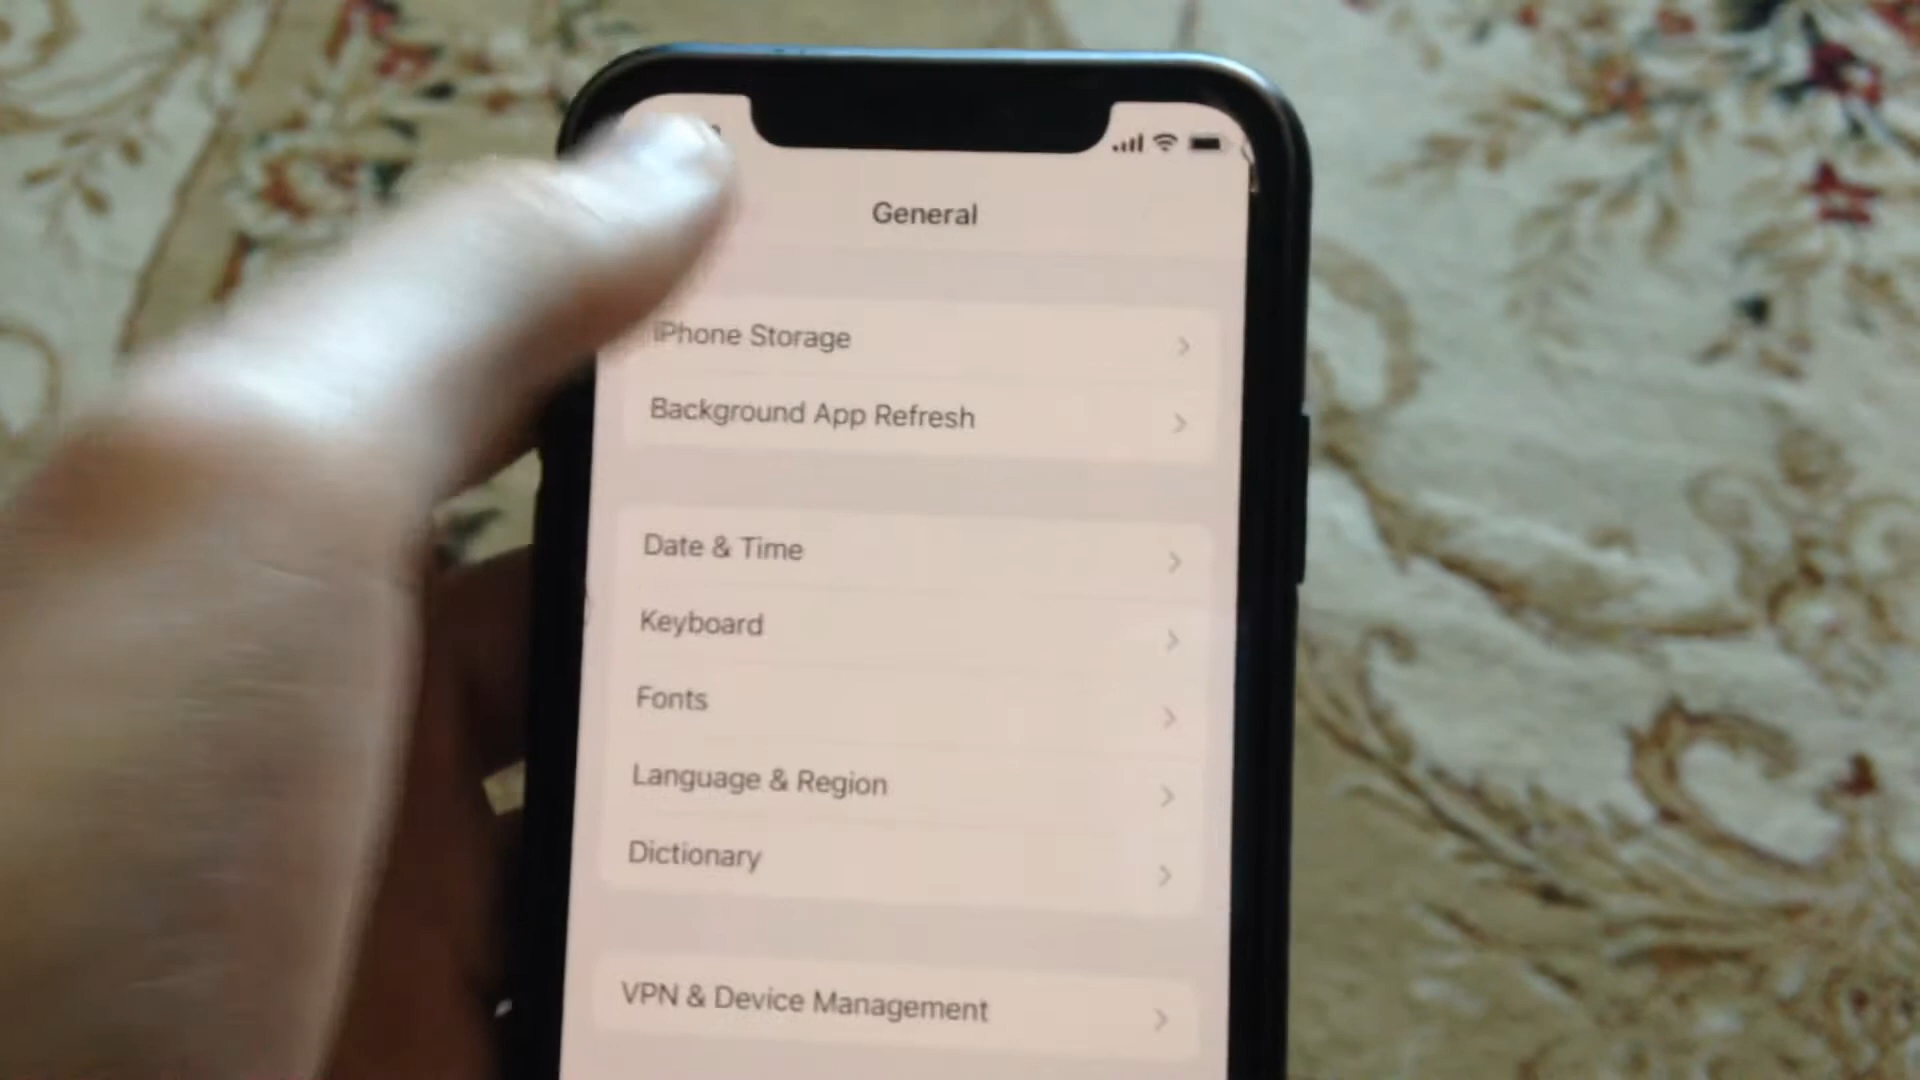 General
iPhone Storage
Background App Refresh
Date & Time
Keyboard
Fonts
Language & Region
Dictionary
VPN & Device Management